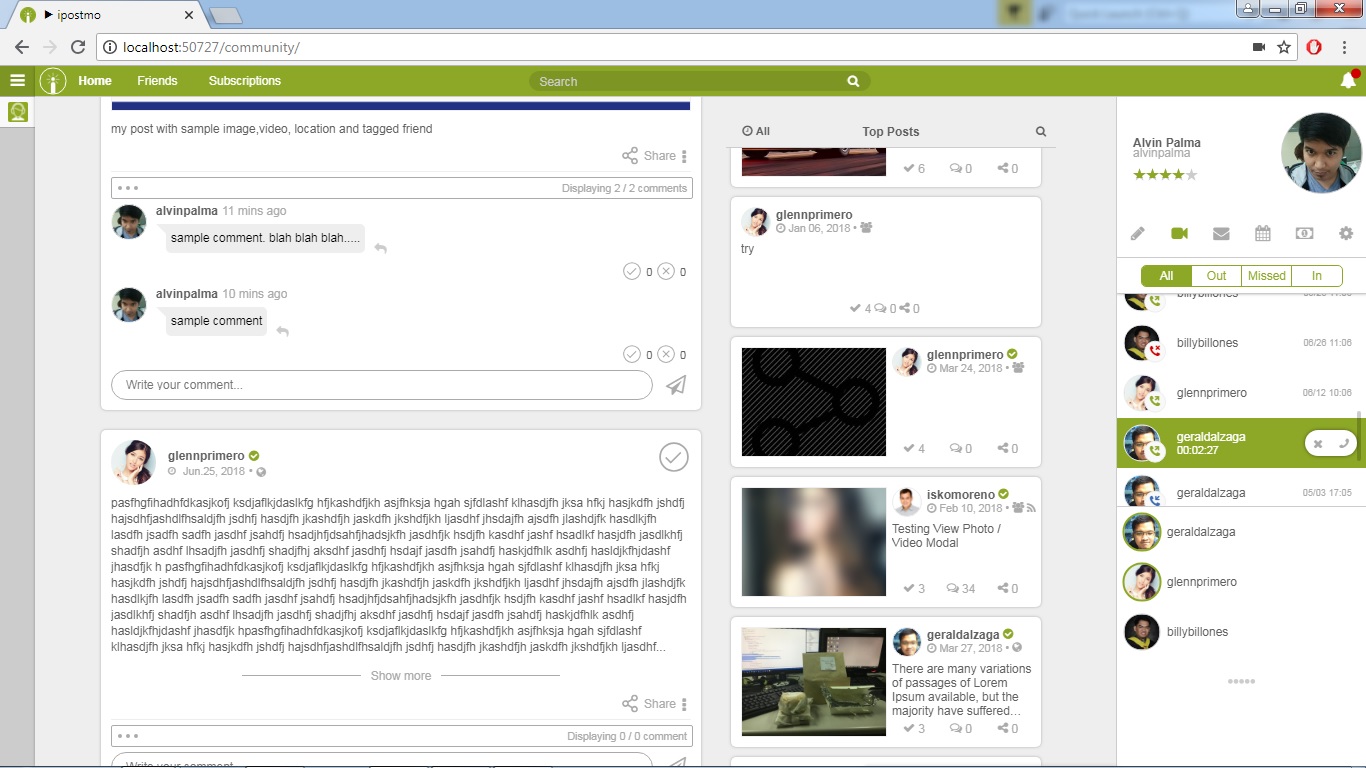 ipostmo
localhost:50727/community/
Home Friends Subscriptions
Search
my post with sample image,video, location and tagged friend
Share
Displaying 2 / 2 comments
alvinpalma 11 mins ago
sample comment. blah blah blah.....
0 0
alvinpalma 10 mins ago
sample comment
0 0
Write your comment...
glennprimero
Jun.25, 2018 •
pasfhgfihadhfdkasjkofj ksdjaflkjdaslkfg hfjkashdfjkh asjfhksja hgah sjfdlashf klhasdjfh jksa hfkj hasjkdfh jshdfj
hajsdhfjashdlfhsaldjfh jsdhfj hasdjfh jkashdfjh jaskdfh jkshdfjkh ljasdhf jhsdajfh ajsdfh jlashdjfk hasdlkjfh
lasdfh jsadfh sadfh jasdhf jsahdfj hsadjhfjdsahfjhadsjkfh jasdhfjk hsdjfh kasdhf jashf hsadlkf hasjdfh jasdlkhfj
shadfjh asdhf lhsadjfh jasdhfj shadjfhj aksdhf jasdhfj hsdajf jasdfh jsahdfj haskjdfhlk asdhfj hasldjkfhjdashf
jhasdfjk h pasfhgfihadhfdkasjkofj ksdjaflkjdaslkfg hfjkashdfjkh asjfhksja hgah sjfdlashf klhasdjfh jksa hfkj
hasjkdfh jshdfj hajsdhfjashdlfhsaldjfh jsdhfj hasdjfh jkashdfjh jaskdfh jkshdfjkh ljasdhf jhsdajfh ajsdfh jlashdjfk
hasdlkjfh lasdfh jsadfh sadfh jasdhf jsahdfj hsadjhfjdsahfjhadsjkfh jasdhfjk hsdjfh kasdhf jashf hsadlkf hasjdfh
jasdlkhfj shadfjh asdhf lhsadjfh jasdhfj shadjfhj aksdhf jasdhfj hsdajf jasdfh jsahdfj haskjdfhlk asdhfj
hasldjkfhjdashf jhasdfjk hpasfhgfihadhfdkasjkofj ksdjaflkjdaslkfg hfjkashdfjkh asjfhksja hgah sjfdlashf
klhasdjfh jksa hfkj hasjkdfh jshdfj hajsdhfjashdlfhsaldjfh jsdhfj hasdjfh jkashdfjh jaskdfh jkshdfjkh ljasdhf...
Show more
Share
Displaying 0 / 0 comment
Write your comment...
All Top Posts
6 0 0
glennprimero
Jan 06, 2018 •
try
4 0 0
glennprimero
Mar 24, 2018 •
4 0 0
iskomoreno
Feb 10, 2018 •
Testing View Photo /
Video Modal
3 34 0
geraldalzaga
Mar 27, 2018 •
There are many variations
of passages of Lorem
Ipsum available, but the
majority have suffered...
3 0 0
Alvin Palma
alvinpalma
All Out Missed In
billybillones
billybillones 06/26 11:06
glennprimero 06/12 10:06
geraldalzaga
00:02:27
geraldalzaga 05/03 17:05
geraldalzaga
glennprimero
billybillones